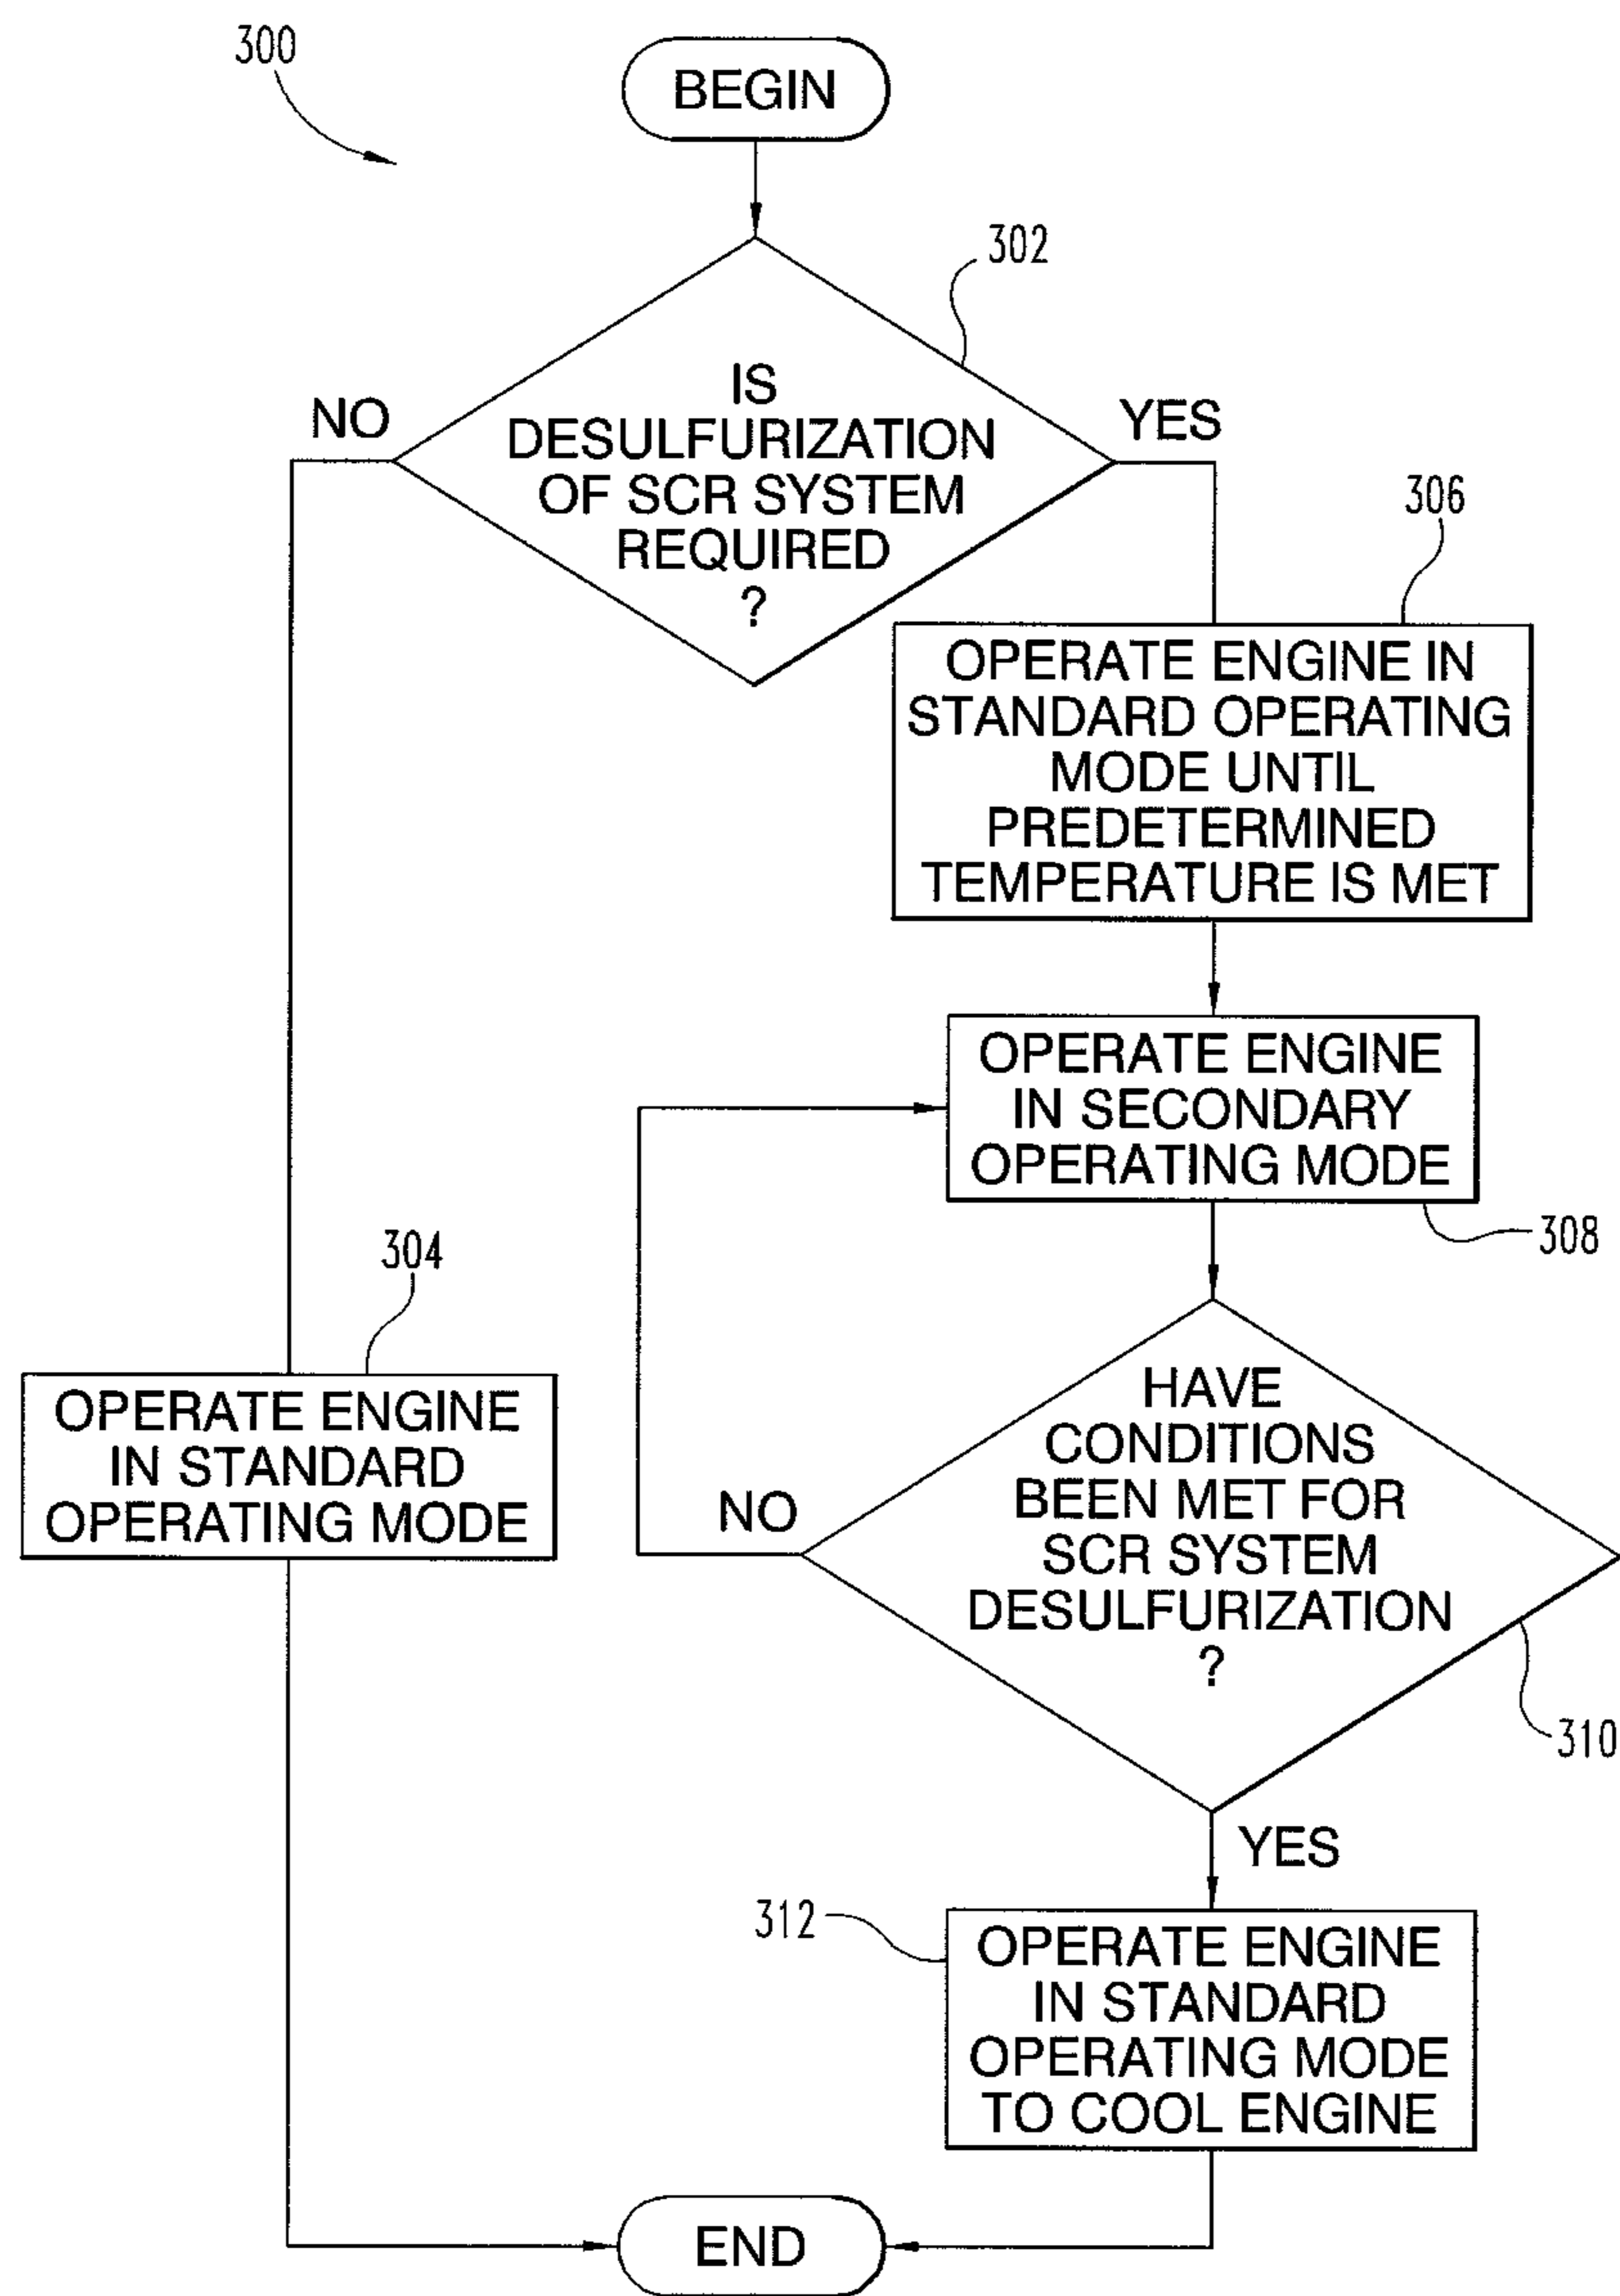 300
BEGIN
302
IS
DESULFURIZATION
OF SCR SYSTEM
REQUIRED
?
NO
YES
306
OPERATE ENGINE IN
STANDARD OPERATING
MODE UNTIL
PREDETERMINED
TEMPERATURE IS MET
OPERATE ENGINE
IN SECONDARY
OPERATING MODE
308
304
OPERATE ENGINE
IN STANDARD
OPERATING MODE
HAVE
CONDITIONS
BEEN MET FOR
SCR SYSTEM
DESULFURIZATION
?
NO
310
YES
312
OPERATE ENGINE
IN STANDARD
OPERATING MODE
TO COOL ENGINE
END